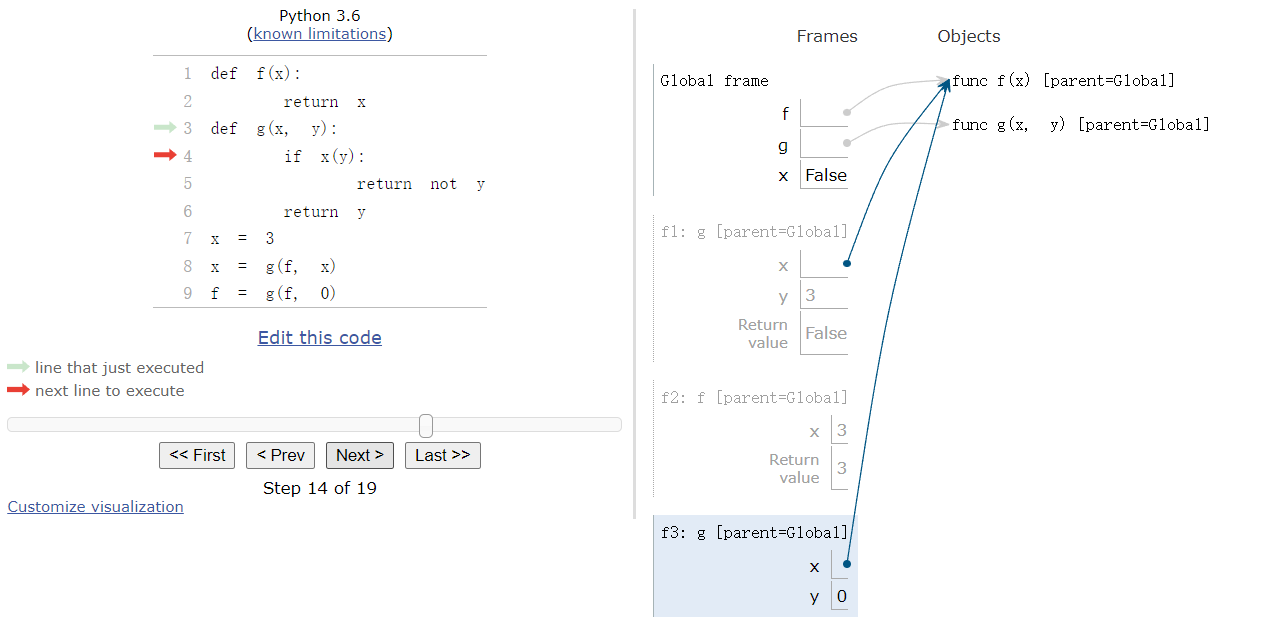 Python 3.6
(known limitations)
1 def f(x):
2 return x
3 def g(x, y):
4 if x(y):
5 return not y
6 return y
7 x = 3
8 x = g(f, x)
9 f = g(f, 0)
Edit this code
line that just executed
next line to execute
<< First < Prev Next > Last >>
Step 14 of 19
Customize visualization
Frames Objects
Global frame
f
g
x False
func f(x) [parent=Global]
func g(x, y) [parent=Global]
f1: g [parent=Global]
x
y 3
Return
value False
f2: f [parent=Global]
x 3
Return
value 3
f3: g [parent=Global]
x
y 0